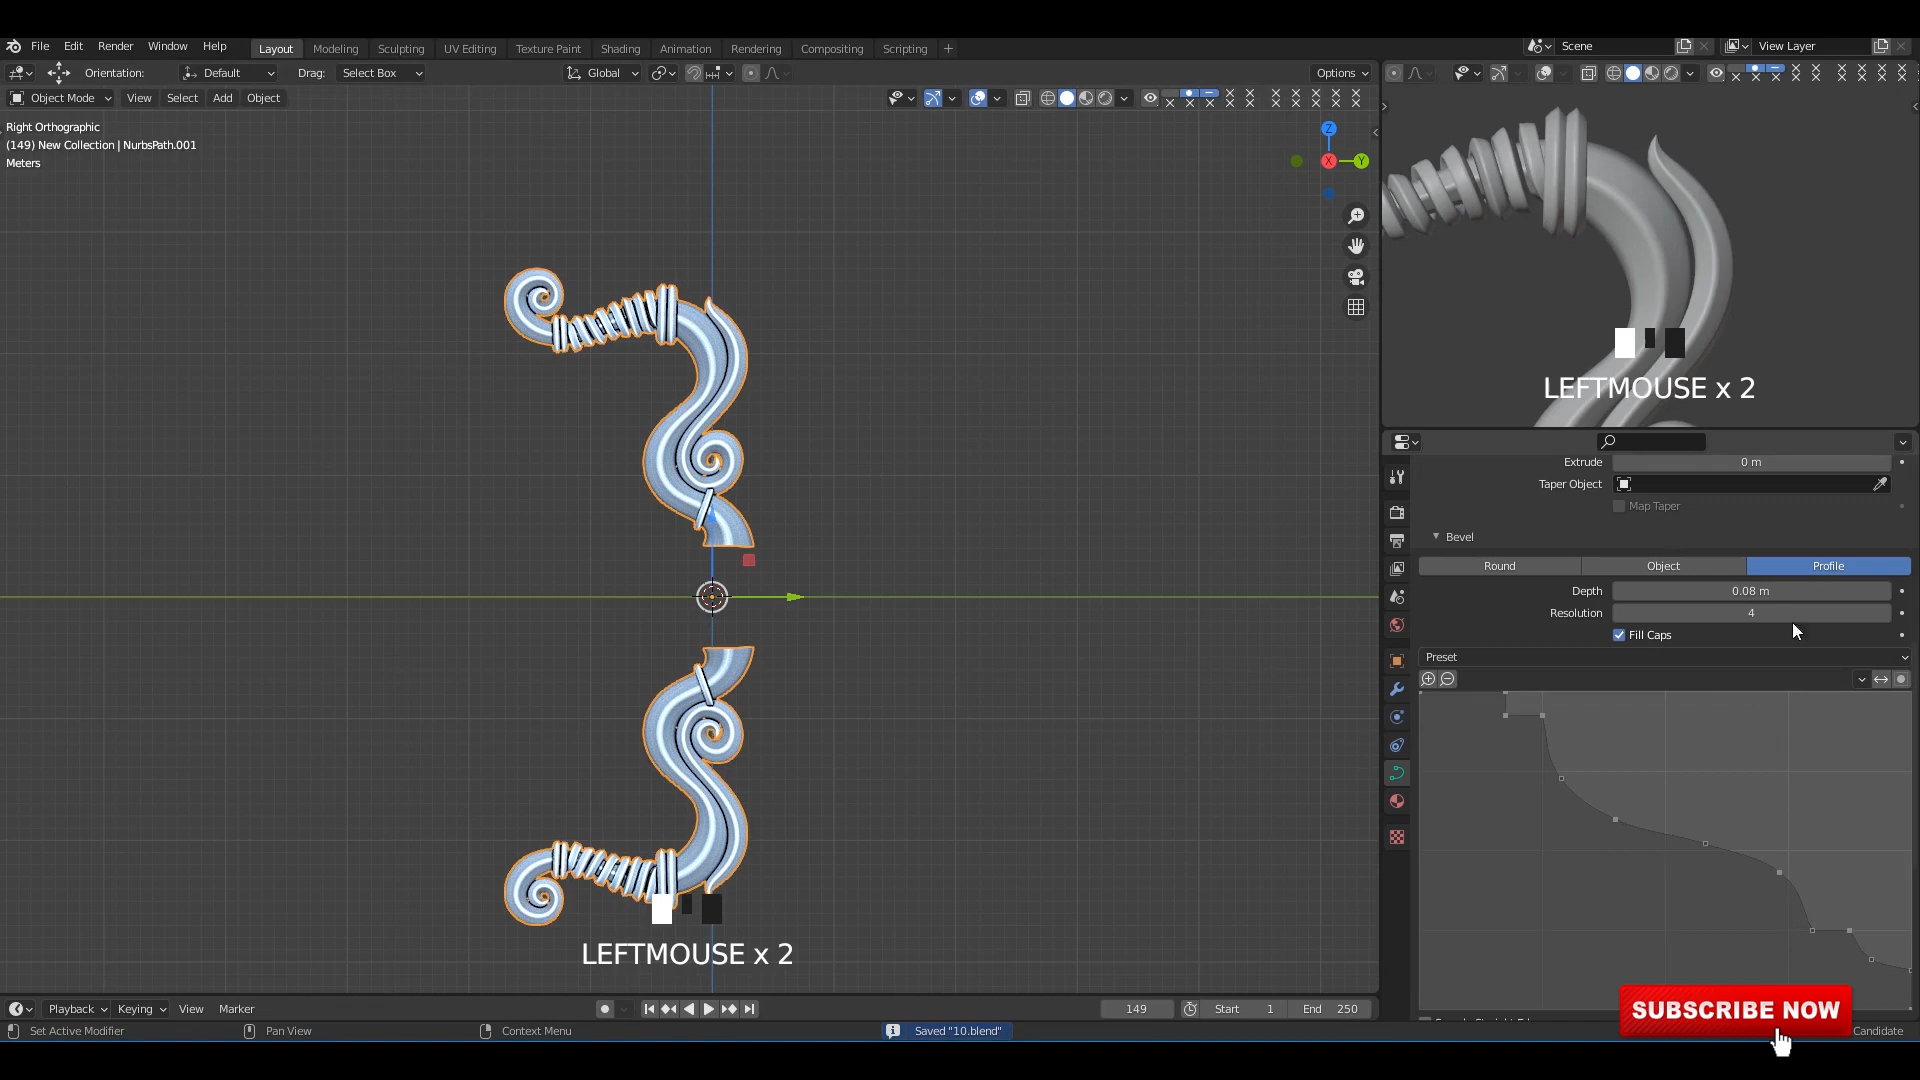 File Edit Render Window Help Layout Modeling Sculpting UV Editing Texture Paint Shading Animation Rendering Compositing Scripting + Scene View Layer
Orientation: Default Drag: Select Box Global Options
Object Mode View Select Add Object
Right Orthographic
(149) New Collection | NurbsPath.001
Meters
Z
X
Y
LEFTMOUSE x 2
Extrude 0 m
Taper Object
Map Taper
Bevel
Round Object Profile
Depth 0.08 m
Resolution 4
Fill Caps
Preset
LEFTMOUSE x 2
SUBSCRIBE NOW
Playback Keying View Marker 149 Start 1 End 250
Set Active Modifier Pan View Context Menu Saved "10.blend" Candidate